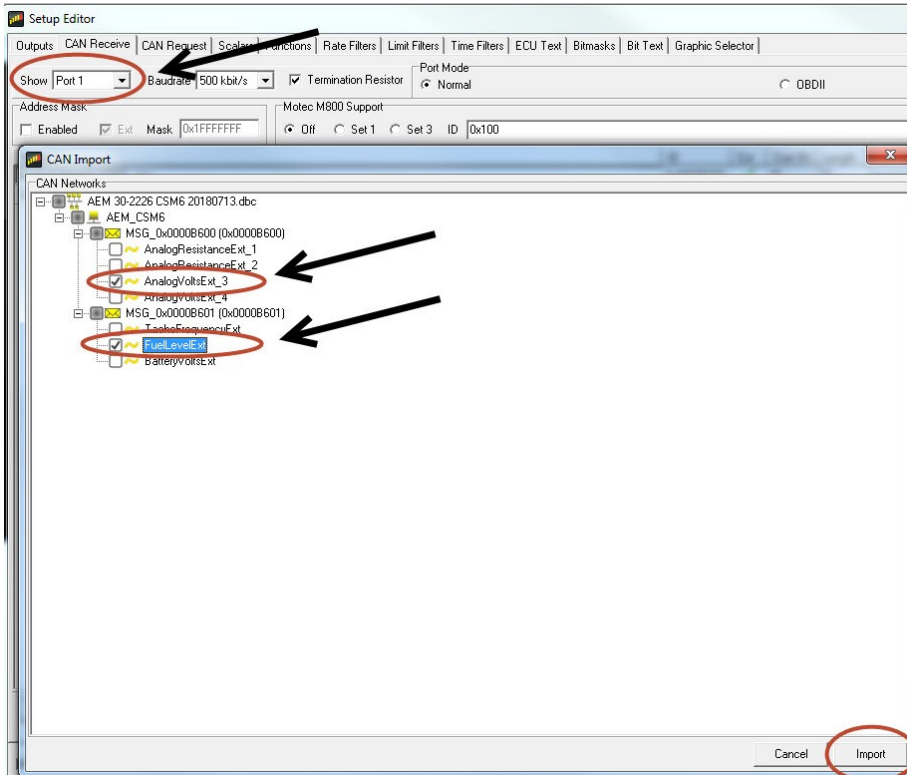 Setup Editor
Outputs CAN Receive CAN Request Scalars Functions Rate Filters Limit Filters Time Filters ECU Text Bitmasks Bit Text Graphic Selector
Port Mode
Show Port 1 Baudrate 500 kbit/s Termination Resistor Normal OBDII
Address Mask Motec M800 Support
Enabled Ext Mask 0x1FFFFFFF Off Set 1 Set 3 ID 0x100
CAN Import
CAN Networks
AEM 30-2226 CSM6 20180713.dbc
AEM_CSM6
MSG_0x0000B600 (0x0000B600)
AnalogResistanceExt_1
AnalogResistanceExt_2
AnalogVoltsExt_3
AnalogVoltsExt_4
MSG_0x0000B601 (0x0000B601)
TachoFrequencyExt
FuelLevelExt
BatteryVoltsExt
Cancel Import